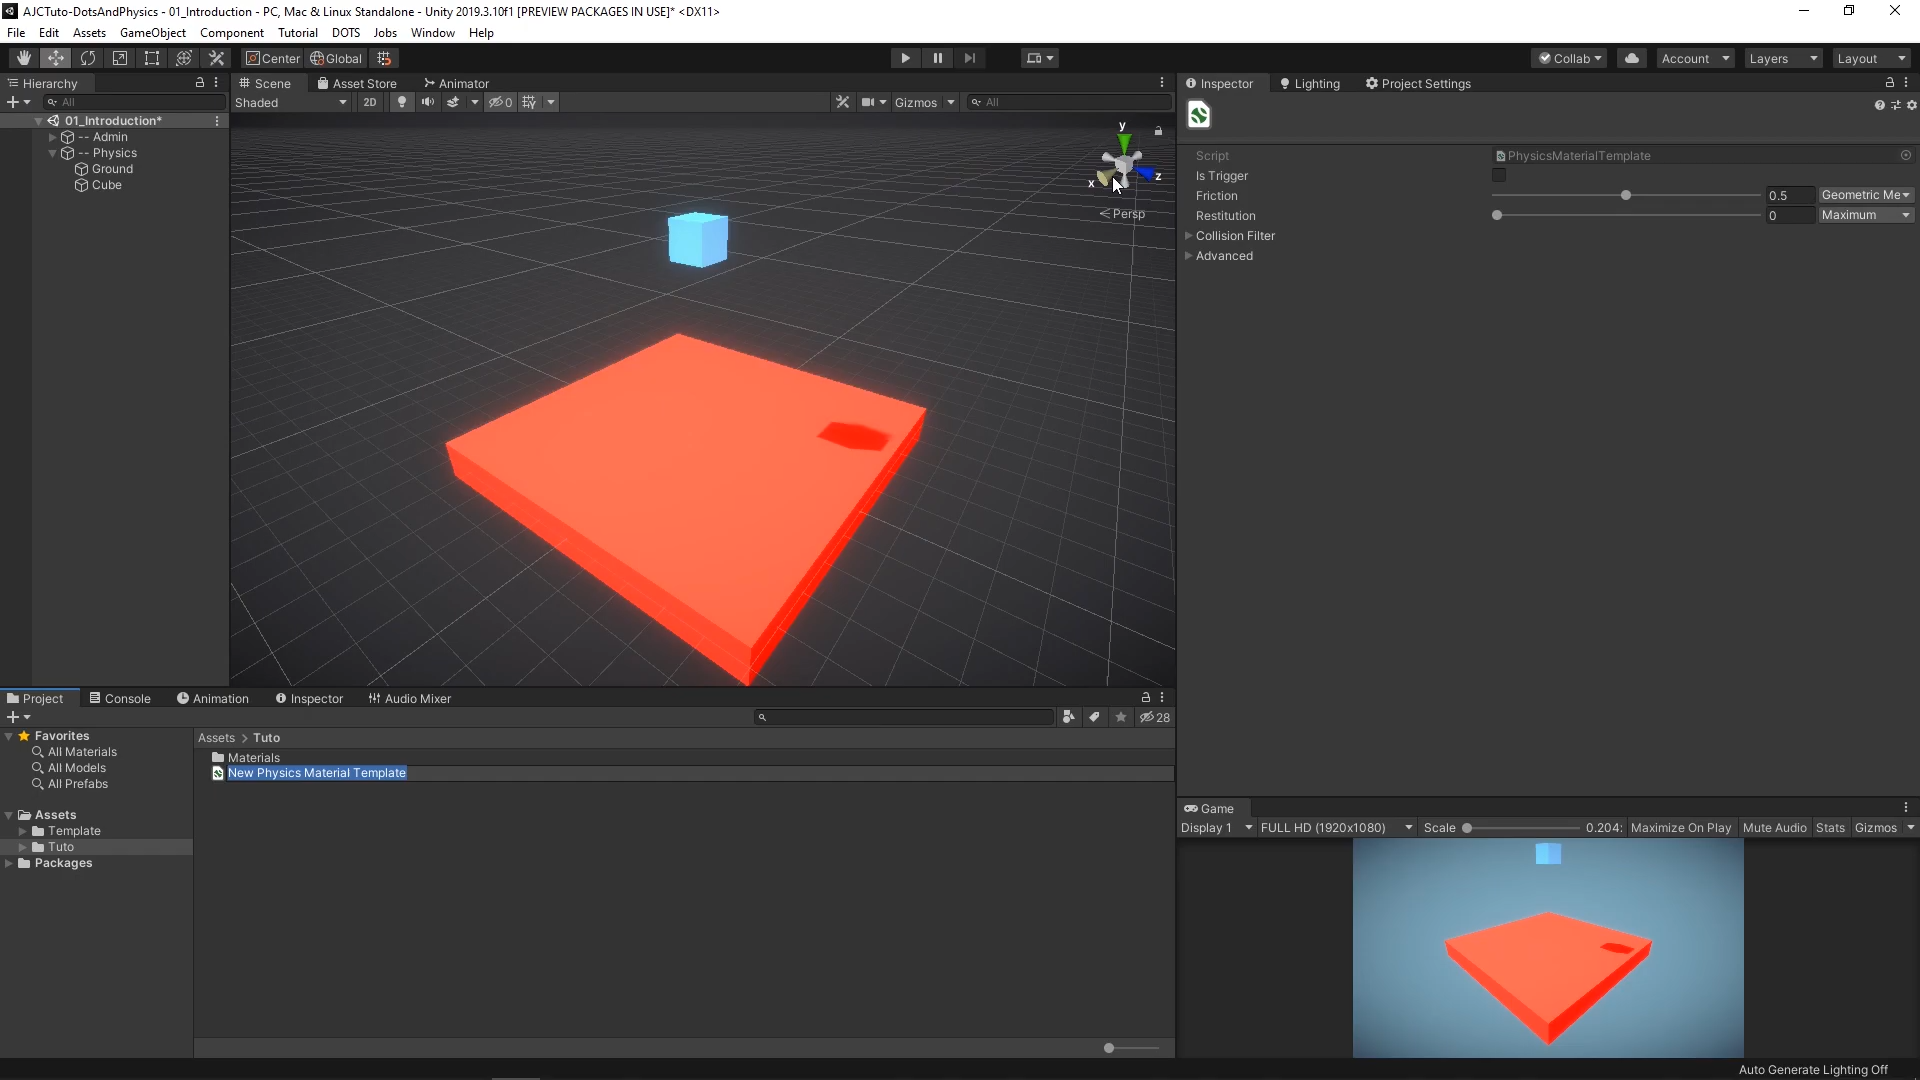 AJCTuto-DotsAndPhysics - 01_Introduction - PC, Mac & Linux Standalone - Unity 2019.3.10f1 [PREVIEW PACKAGES IN USE]* <DX11>
File Edit Assets GameObject Component Tutorial DOTS Jobs Window Help
Center Global Collab Account Layers Layout
Hierarchy Scene Asset Store Animator Inspector Lighting Project Settings
All Shaded 2D 0 Gizmos All
01_Introduction*
-- Admin
-- Physics
Ground
Cube
y
x z
Persp
Script PhysicsMaterialTemplate
Is Trigger
Friction 0.5 Geometric Me
Restitution 0 Maximum
Collision Filter
Advanced
Project Console Animation Inspector Audio Mixer
28
Favorites
All Materials
All Models
All Prefabs
Assets
Template
Tuto
Packages
Assets > Tuto
Materials
New Physics Material Template
Game
Display 1 FULL HD (1920x1080) Scale 0.204: Maximize On Play Mute Audio Stats Gizmos
Auto Generate Lighting Off